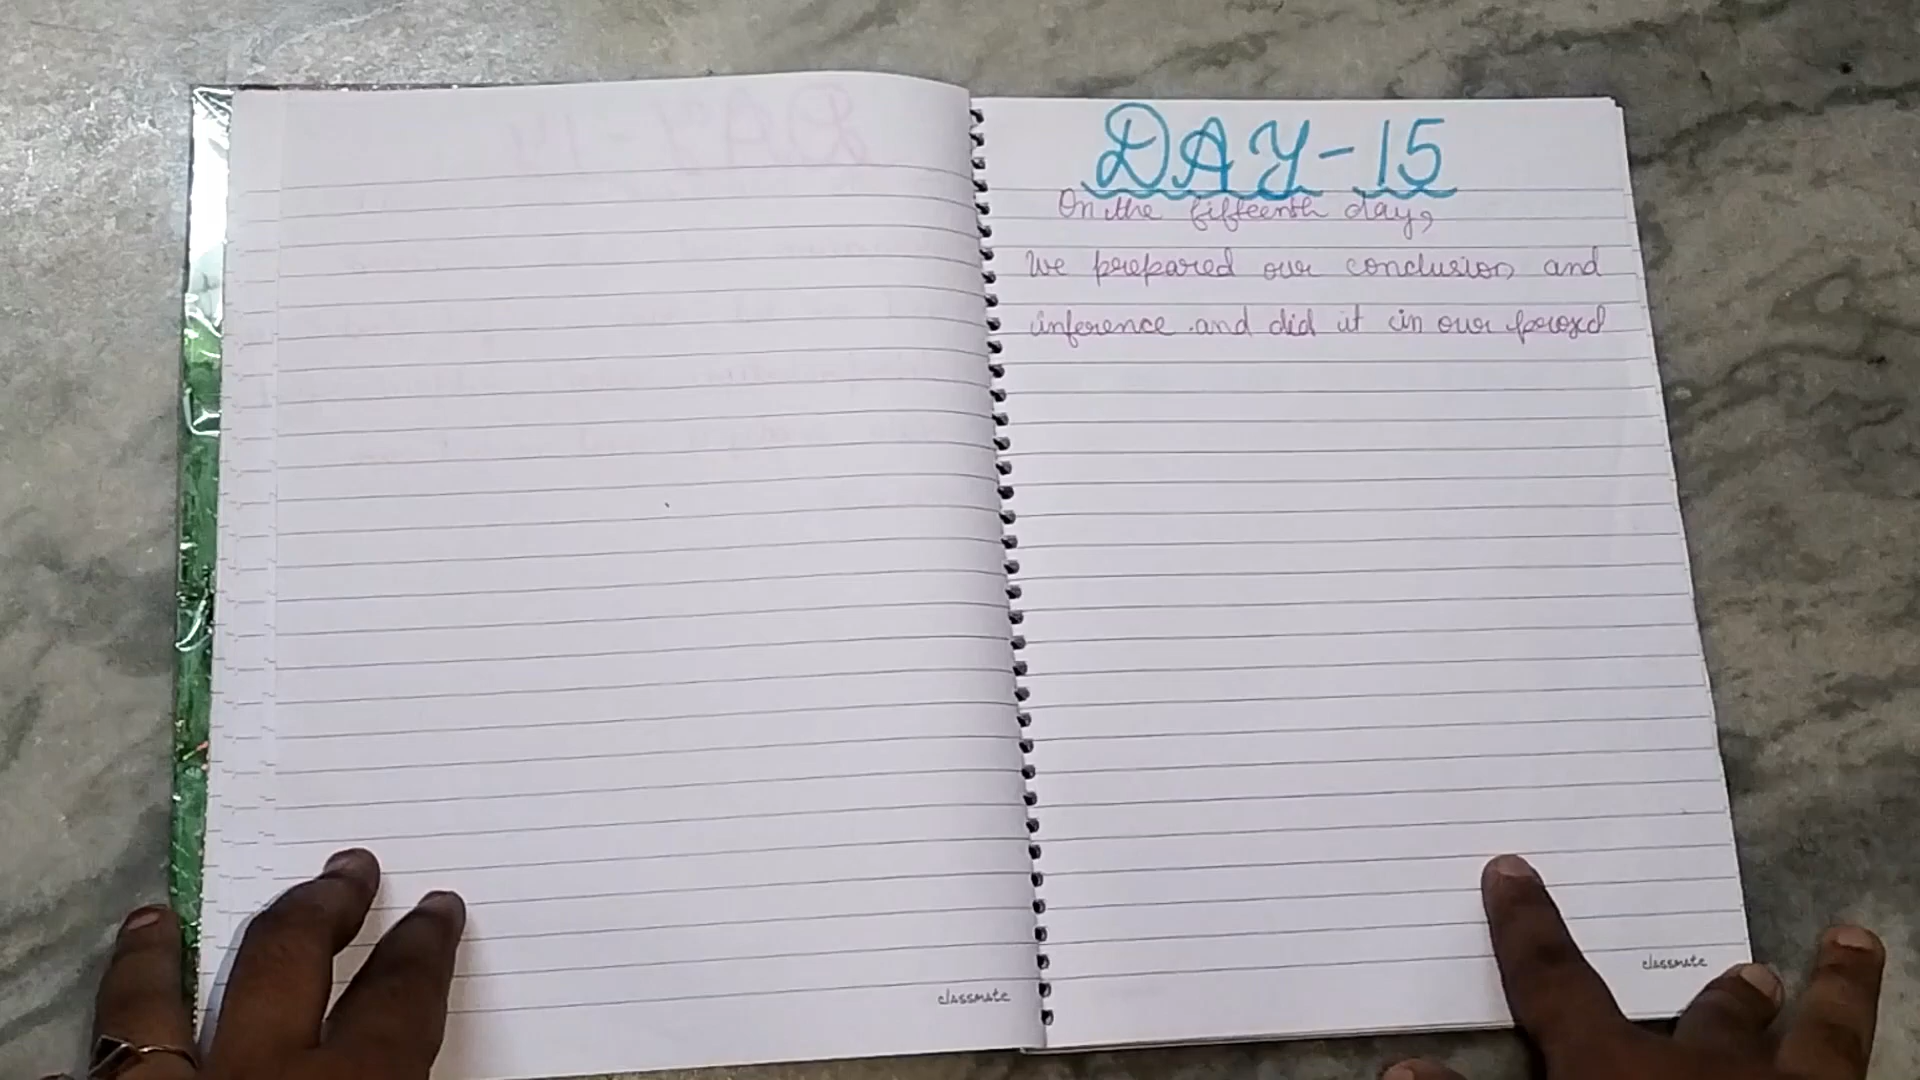 DAY-15
On the fifteenth day,
We prepared our conclusion and
inference and did it in our
classmate
classmate